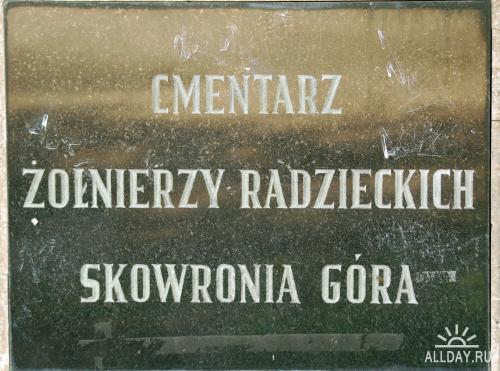 CMENTARZ
ŻOŁNIERZY RADZIECKICH
SKOWRONIA GÓRA
ALLDAY.RU